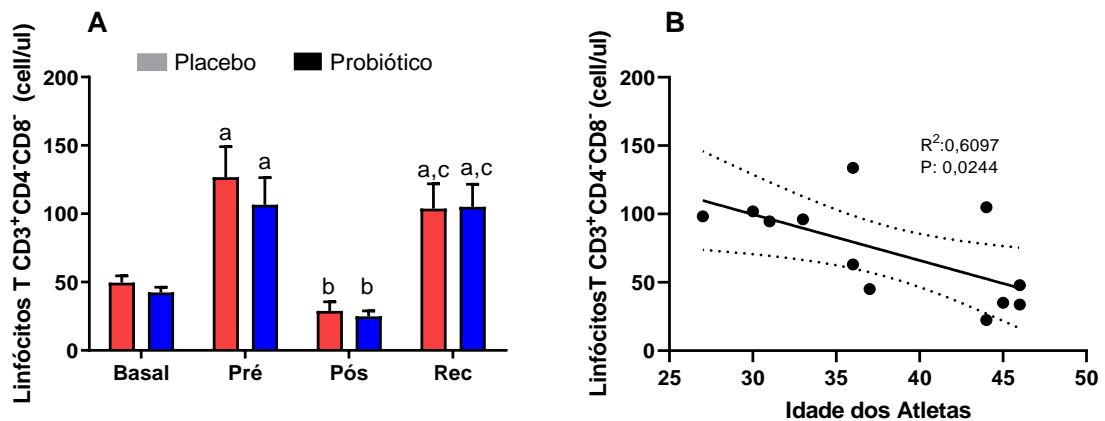 A
Placebo
Probiótico
Linfócitos T CD3⁺CD4⁻CD8⁻ (cell/ul)
200
150
100
50
0
a
a
b
b
a,c
a,c
Basal
Pré
Pós
Rec
B
LinfócitosT CD3⁺CD4⁻CD8⁻ (cell/ul)
200
150
100
50
0
R²:0,6097
P: 0,0244
25
30
35
40
45
50
Idade dos Atletas